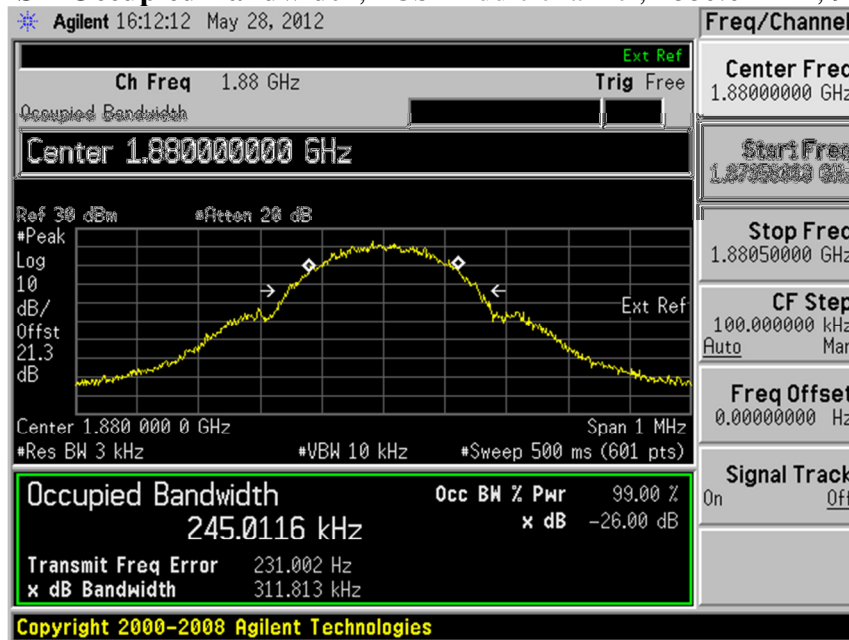 Agilent 16:12:12 May 28, 2012
Freq/Channel
Ext Ref
Ch Freq 1.88 GHz
Trig Free
Occupied Bandwidth
Center 1.880000000 GHz
Center Freq
1.88000000 GHz
Start Freq
Stop Freq
1.88050000 GHz
CF Step
100.000000 kHz
Auto Man
Freq Offset
0.00000000 Hz
Signal Track
On Off
Ref 30 dBm
#Atten 20 dB
#Peak
Log
10
dB/
Offst
21.3
dB
Ext Ref
Center 1.880 000 0 GHz
Span 1 MHz
#Res BW 3 kHz
#VBW 10 kHz
#Sweep 500 ms (601 pts)
Occupied Bandwidth
245.0116 kHz
Occ BW % Pwr 99.00 %
x dB -26.00 dB
Transmit Freq Error 231.002 Hz
x dB Bandwidth 311.813 kHz
Copyright 2000-2008 Agilent Technologies